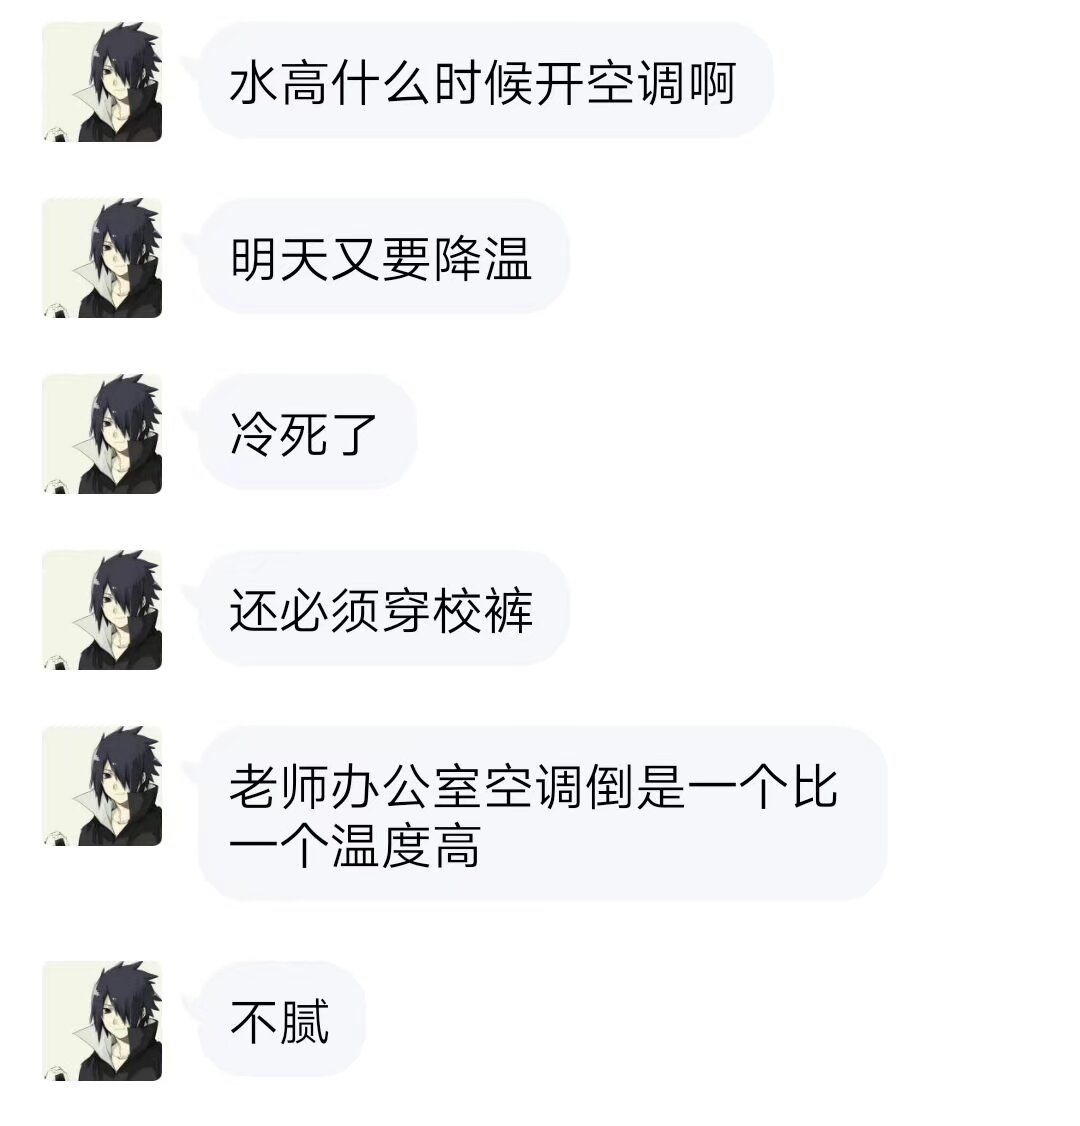 水高什么时候开空调啊
明天又要降温
冷死了
还必须穿校裤
老师办公室空调倒是一个比
一个温度高
不腻